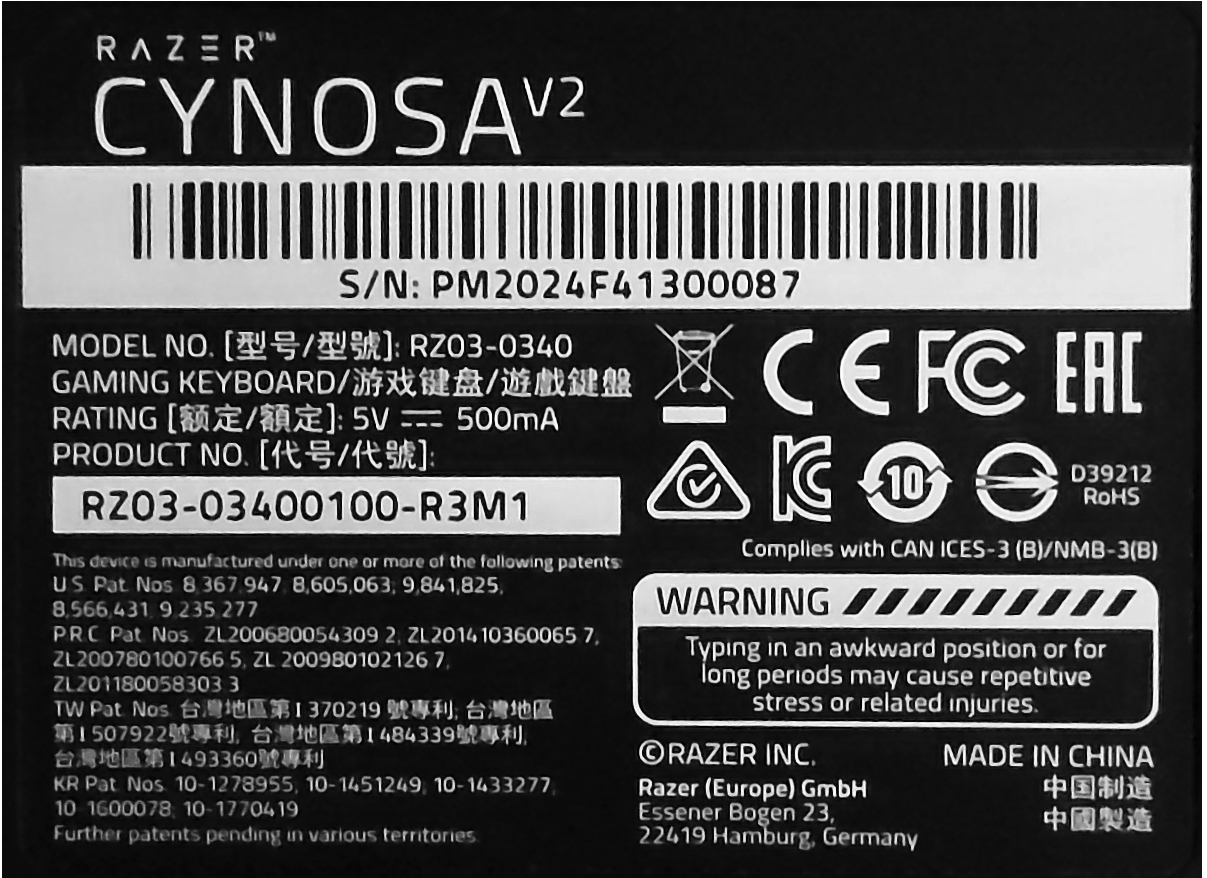 RAZER™
CYNOSA V2
S/N: PM2024F41300087
MODEL NO. [型号/型號]: RZ03-0340
GAMING KEYBOARD/游戏键盘/遊戲鍵盤
RATING [额定/額定]: 5V ⎓ 500mA
PRODUCT NO. [代号/代號]:
RZ03-03400100-R3M1
This device is manufactured under one or more of the following patents:
U.S. Pat. Nos. 8,367,947, 8,605,063, 9,841,825,
8,566,431, 9,235,277
P.R.C. Pat. Nos. ZL200680054309.2, ZL201410360065.7,
ZL200780100766.5, ZL 200980102126.7,
ZL201180058303.3
TW Pat. Nos. 台灣地區第 I 370219 號專利, 台灣地區
第 I 507922號專利, 台灣地區第 I 484339號專利,
台灣地區第 I 493360號專利
KR Pat. Nos. 10-1278955, 10-1451249, 10-1433277,
10-1600078, 10-1770419
Further patents pending in various territories.
CE FC EAC
KC 10 D39212
RoHS
Complies with CAN ICES-3 (B)/NMB-3(B)
WARNING
Typing in an awkward position or for
long periods may cause repetitive
stress or related injuries.
©RAZER INC.
Razer (Europe) GmbH
Essener Bogen 23,
22419 Hamburg, Germany
MADE IN CHINA
中国制造
中國製造